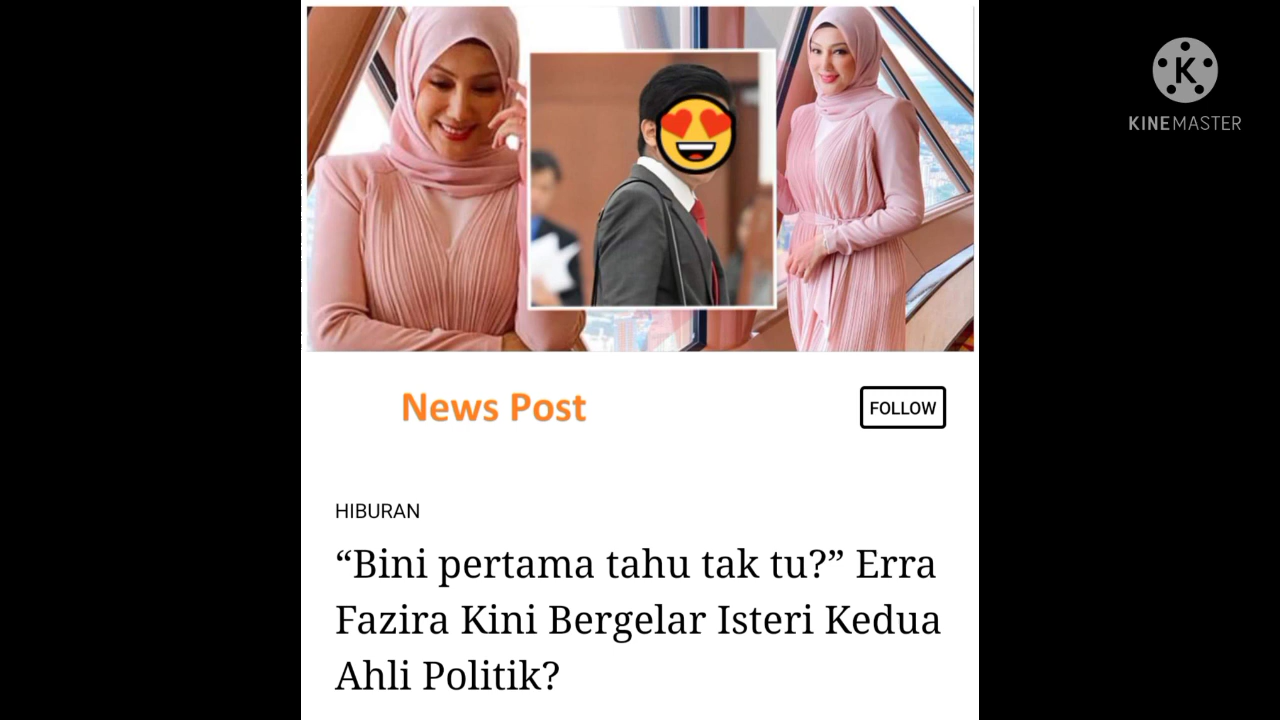 K
KINEMASTER
News Post
FOLLOW
HIBURAN
“Bini pertama tahu tak tu?” Erra
Fazira Kini Bergelar Isteri Kedua
Ahli Politik?